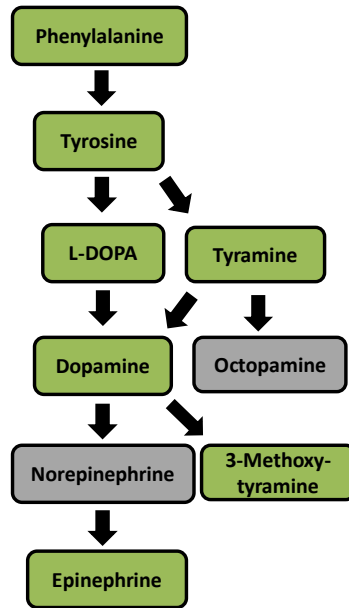 Phenylalanine
Tyrosine
L-DOPA
Tyramine
Dopamine
Octopamine
Norepinephrine
3-Methoxy-
tyramine
Epinephrine